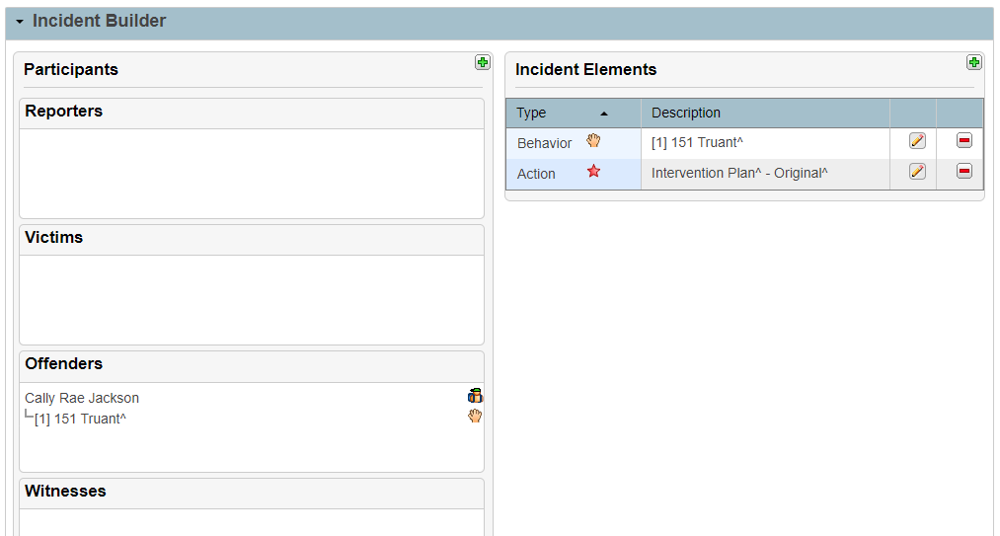 Incident Builder
Participants
Reporters
Victims
Offenders
Cally Rae Jackson
[1] 151 Truant^
Witnesses
Incident Elements
Type Description
Behavior [1] 151 Truant^
Action Intervention Plan^ - Original^